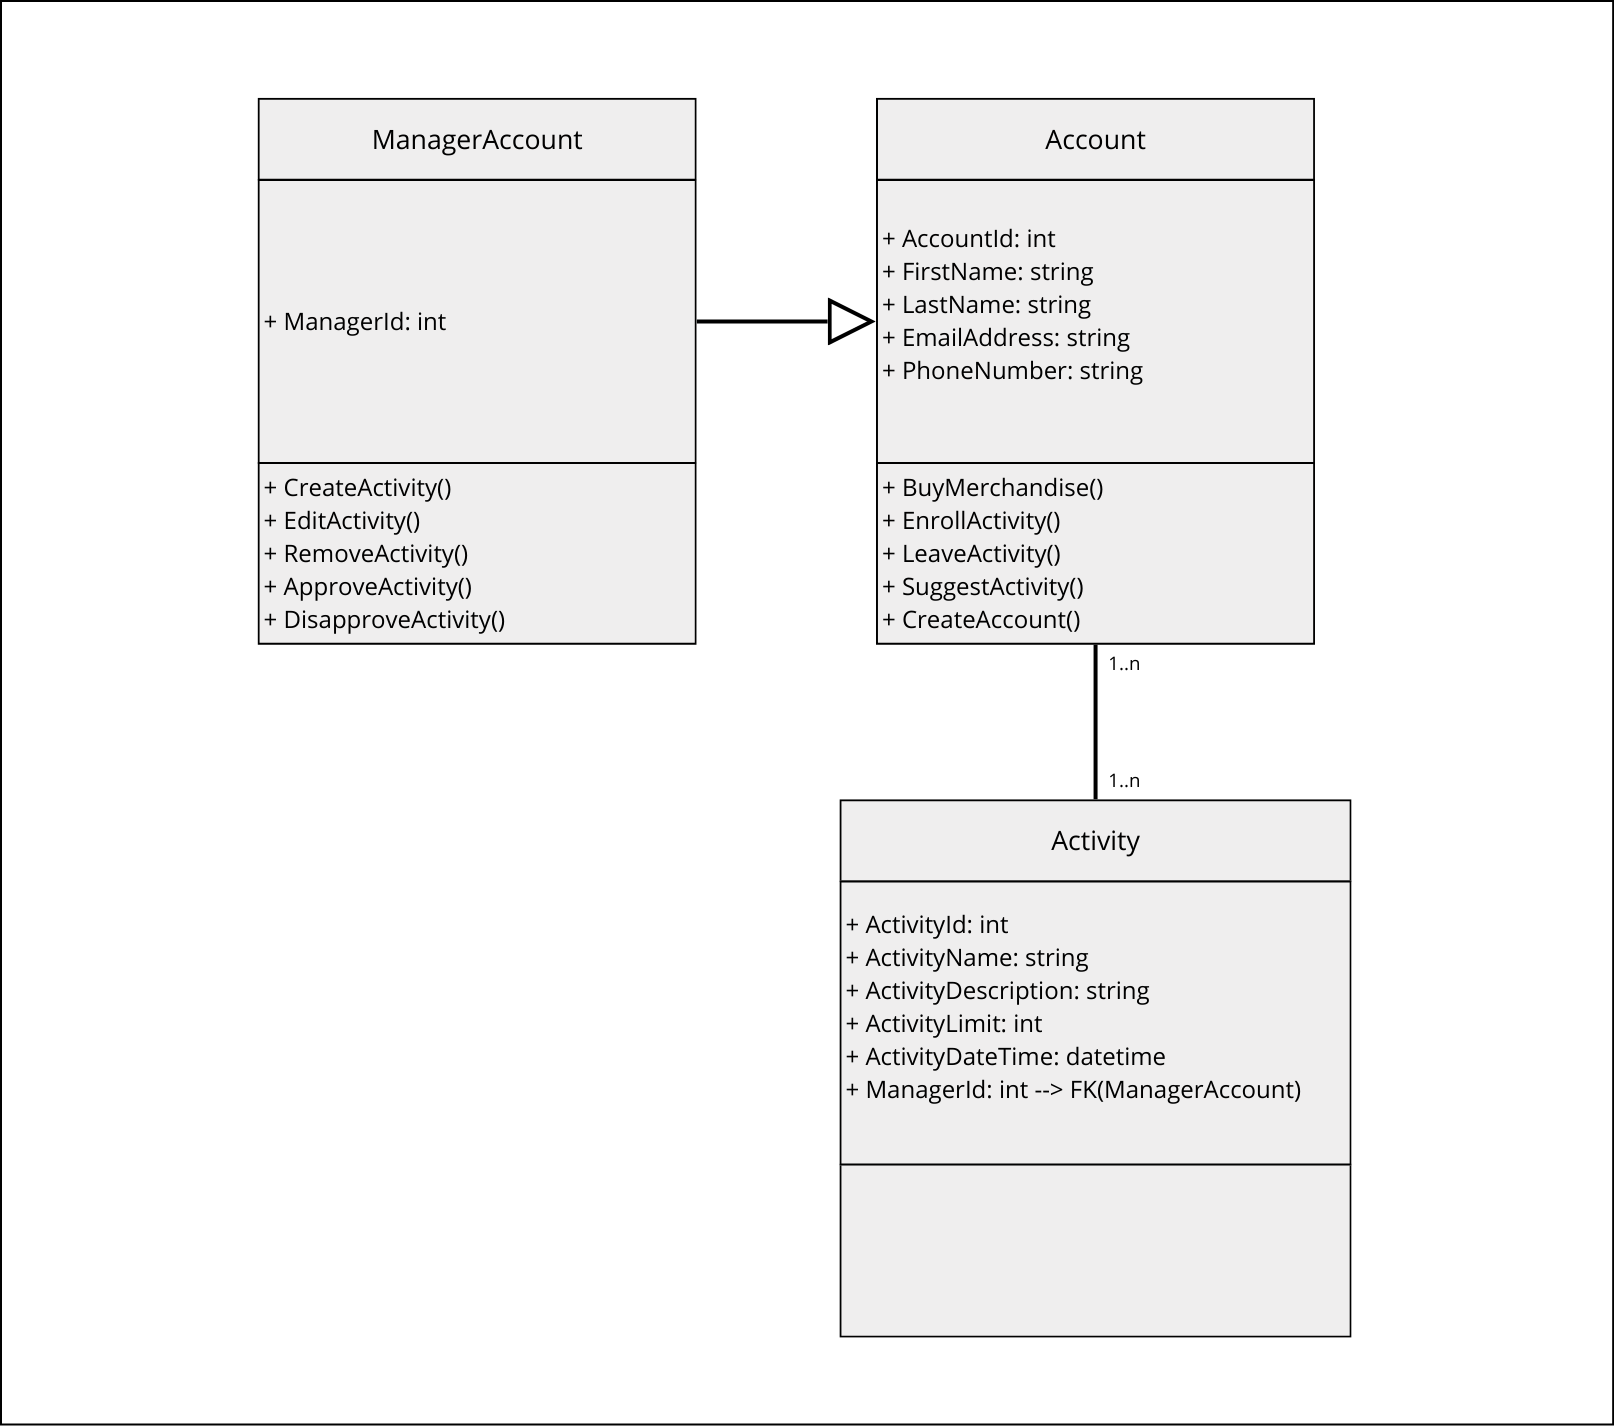 ManagerAccount
+ ManagerId: int
+ CreateActivity()
+ EditActivity()
+ RemoveActivity()
+ ApproveActivity()
+ DisapproveActivity()
Account
+ AccountId: int
+ FirstName: string
+ LastName: string
+ EmailAddress: string
+ PhoneNumber: string
+ BuyMerchandise()
+ EnrollActivity()
+ LeaveActivity()
+ SuggestActivity()
+ CreateAccount()
1..n
1..n
Activity
+ ActivityId: int
+ ActivityName: string
+ ActivityDescription: string
+ ActivityLimit: int
+ ActivityDateTime: datetime
+ ManagerId: int --> FK(ManagerAccount)